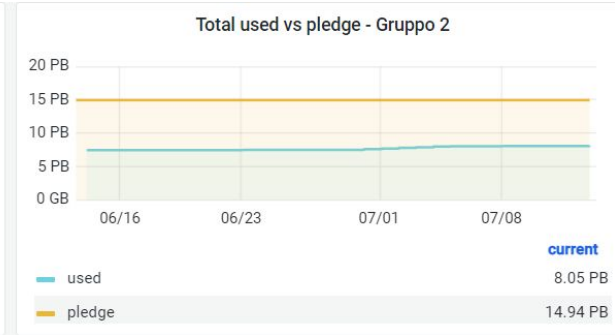 Total used vs pledge - Gruppo 2
20 PB
15 PB
10 PB
5 PB
0 GB
06/16 06/23 07/01 07/08
current
used 8.05 PB
pledge 14.94 PB